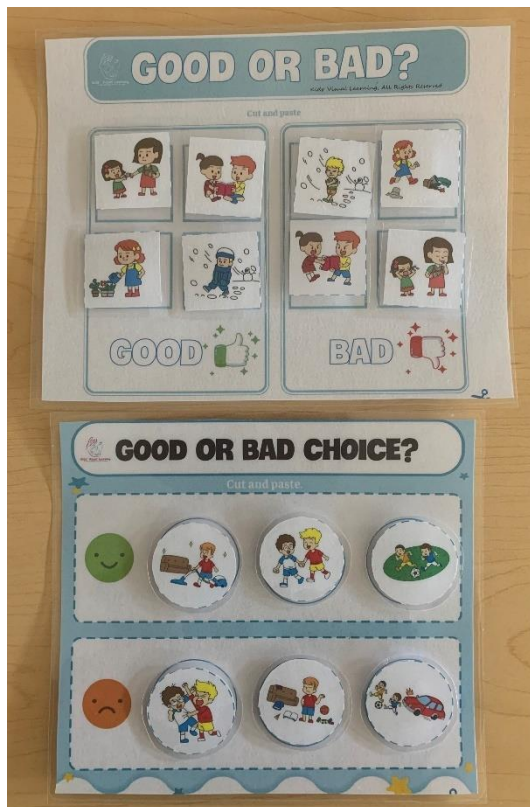 GOOD OR BAD?
Kids' Visual Learning, All Rights Reserved
Cut and paste
GOOD
BAD
GOOD OR BAD CHOICE?
Cut and paste.